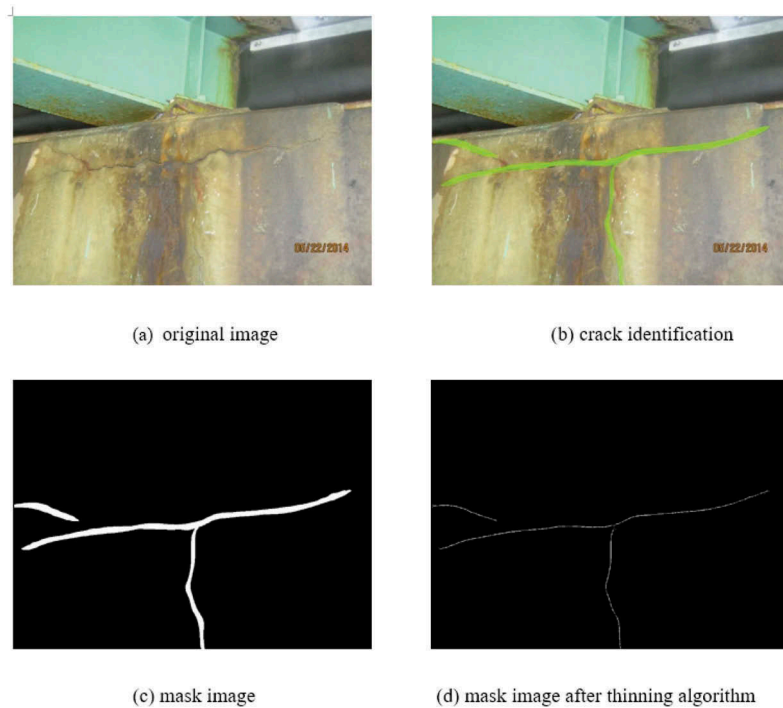 06/22/2014
06/22/2014
(a) original image
(b) crack identification
(c) mask image
(d) mask image after thinning algorithm